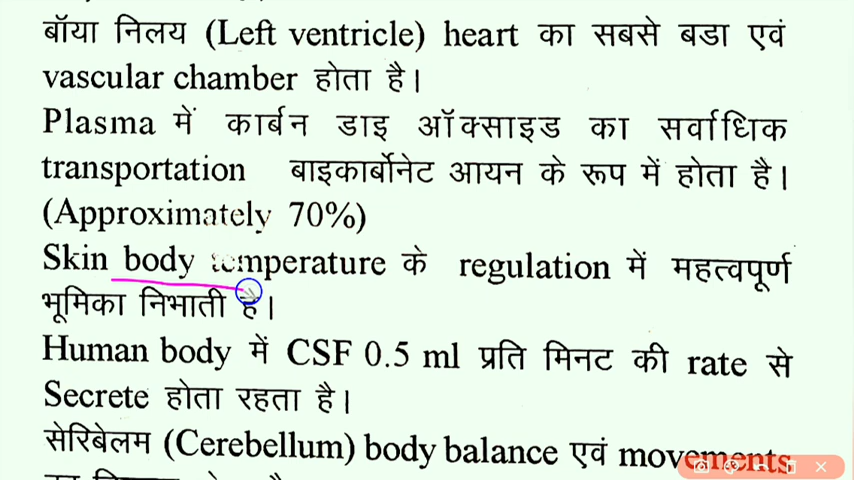 बॉया निलय (Left ventricle) heart का सबसे बडा एवं
vascular chamber होता है।
Plasma में कार्बन डाइ ऑक्साइड का सर्वाधिक
transportation बाइकार्बोनेट आयन के रूप में होता है।
(Approximately 70%)
Skin body temperature के regulation में महत्वपूर्ण
भूमिका निभाती है।
Human body में CSF 0.5 ml प्रति मिनट की rate से
Secrete होता रहता है।
सेरिबेलम (Cerebellum) body balance एवं movements